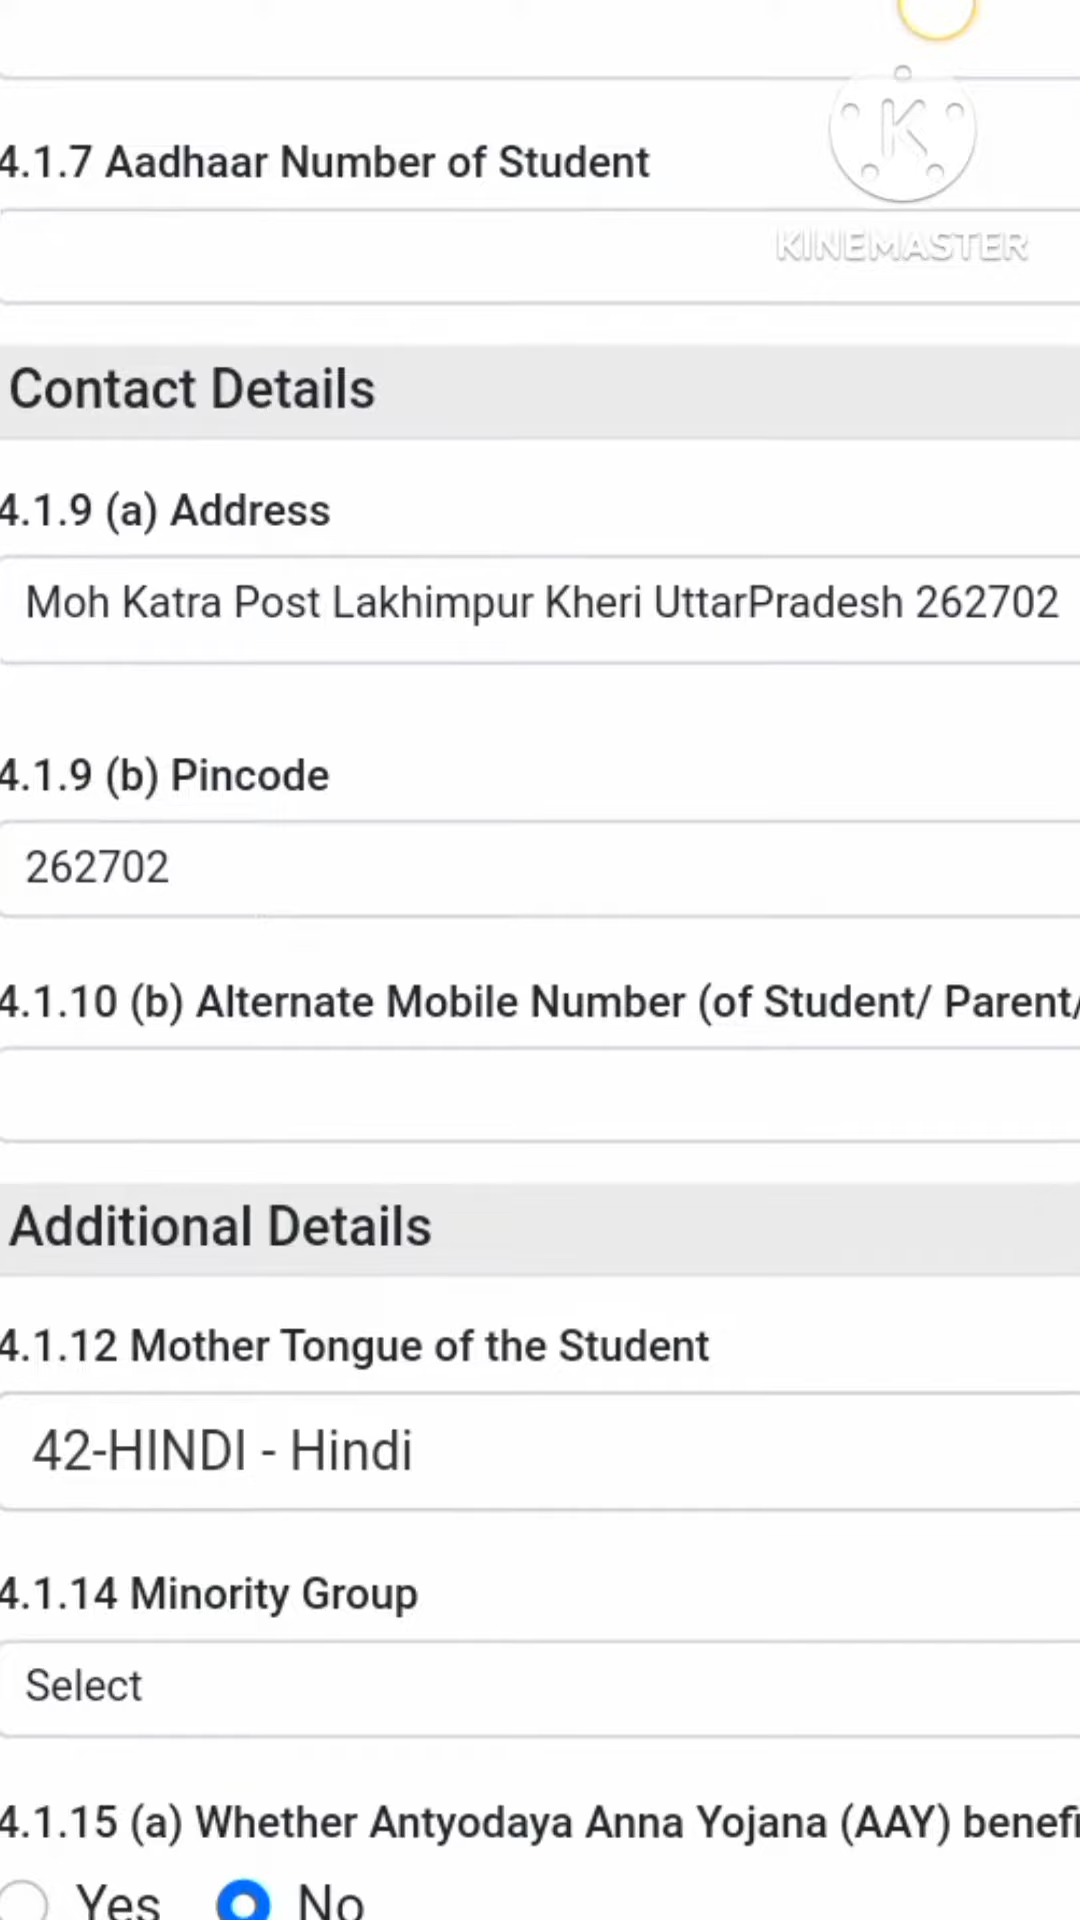 4.1.7 Aadhaar Number of Student
K
KINEMASTER
Contact Details
4.1.9 (a) Address
Moh Katra Post Lakhimpur Kheri UttarPradesh 262702
4.1.9 (b) Pincode
262702
4.1.10 (b) Alternate Mobile Number (of Student/ Parent/
Additional Details
4.1.12 Mother Tongue of the Student
42-HINDI - Hindi
4.1.14 Minority Group
Select
4.1.15 (a) Whether Antyodaya Anna Yojana (AAY) benefi
Yes No